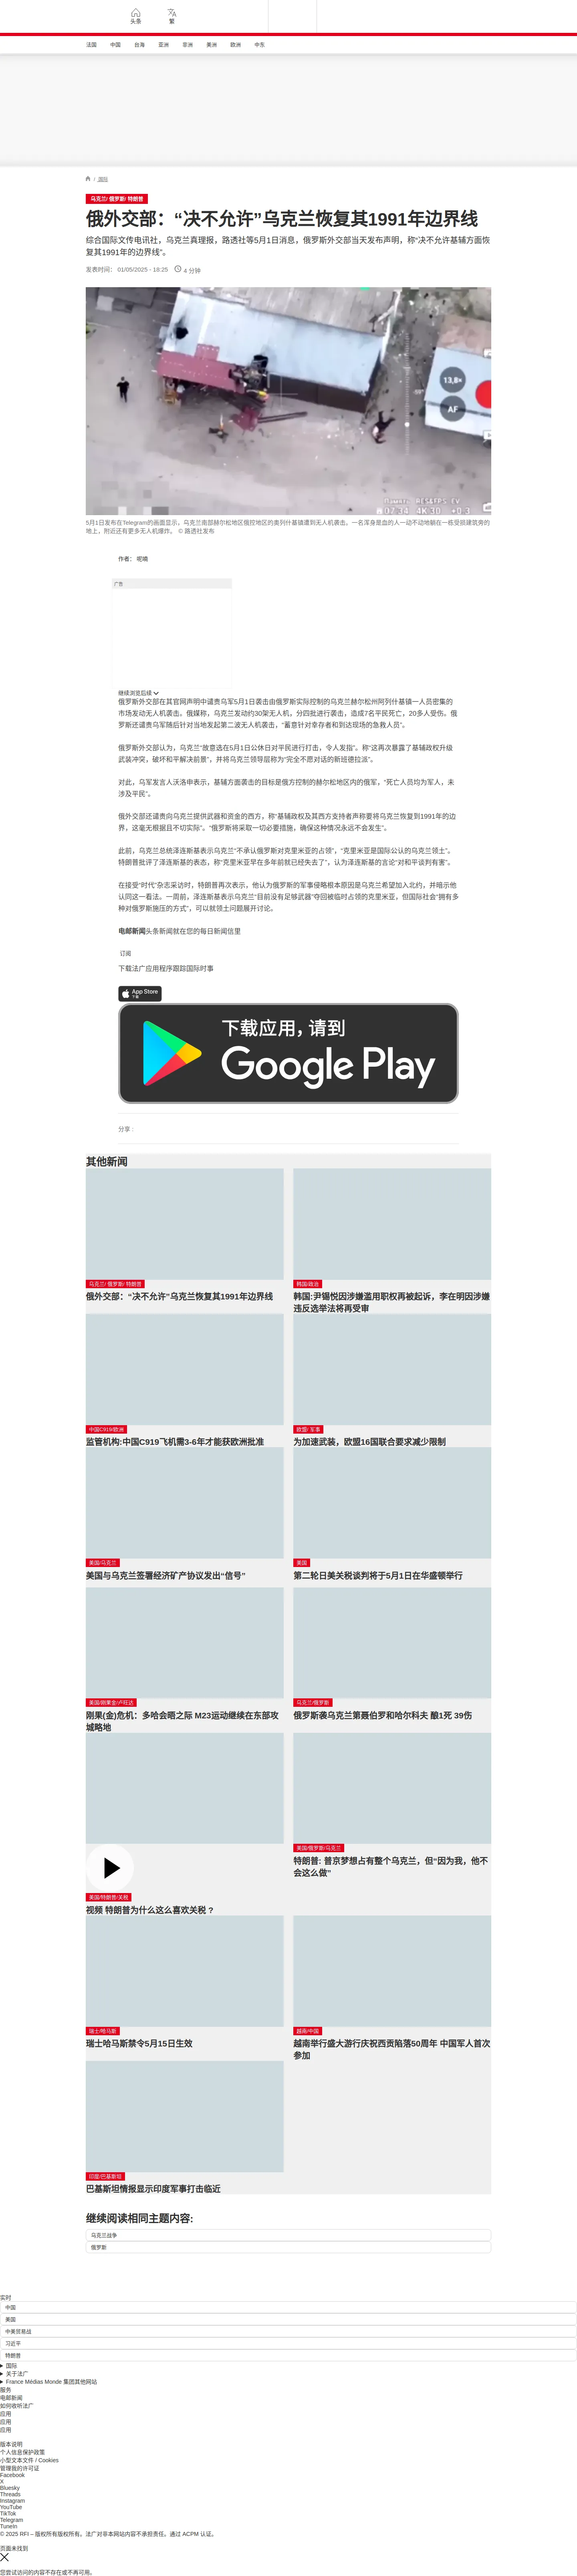 头条
繁
法国 中国 台海 亚洲 非洲 美洲 欧洲 中东
/ 国际
乌克兰/ 俄罗斯/ 特朗普
俄外交部：“决不允许”乌克兰恢复其1991年边界线
综合国际文传电讯社，乌克兰真理报，路透社等5月1日消息，俄罗斯外交部当天发布声明，称“决不允许基辅方面恢
复其1991年的边界线”。
发表时间： 01/05/2025 - 18:25 4 分钟
13,8×
AF
RES&FPS EV
07:34 4K 30 +0.3
5月1日发布在Telegram的画面显示，乌克兰南部赫尔松地区俄控地区的奥列什基镇遭到无人机袭击。一名浑身是血的人一动不动地躺在一栋受损建筑旁的
地上，附近还有更多无人机爆炸。 © 路透社发布
作者： 呢喃
广告
继续浏览后续
俄罗斯外交部在其官网声明中谴责乌军5月1日袭击由俄罗斯实际控制的乌克兰赫尔松州阿列什基镇一人员密集的
市场发动无人机袭击。俄媒称，乌克兰发动约30架无人机，分四批进行袭击，造成7名平民死亡，20多人受伤。俄
罗斯还谴责乌军随后针对当地发起第二波无人机袭击，“蓄意针对幸存者和到达现场的急救人员”。
俄罗斯外交部认为，乌克兰“故意选在5月1日公休日对平民进行打击，令人发指”。称“这再次暴露了基辅政权升级
武装冲突，破坏和平解决前景”，并将乌克兰领导层称为“完全不愿对话的新班德拉派”。
对此，乌军发言人沃洛申表示，基辅方面袭击的目标是俄方控制的赫尔松地区内的俄军，“死亡人员均为军人，未
涉及平民”。
俄外交部还谴责向乌克兰提供武器和资金的西方，称“基辅政权及其西方支持者声称要将乌克兰恢复到1991年的边
界，这毫无根据且不切实际”。“俄罗斯将采取一切必要措施，确保这种情况永远不会发生”。
此前，乌克兰总统泽连斯基表示乌克兰“不承认俄罗斯对克里米亚的占领”，“克里米亚是国际公认的乌克兰领土”。
特朗普批评了泽连斯基的表态，称“克里米亚早在多年前就已经失去了”，认为泽连斯基的言论“对和平谈判有害”。
在接受“时代”杂志采访时，特朗普再次表示，他认为俄罗斯的军事侵略根本原因是乌克兰希望加入北约，并暗示他
认同这一看法。一周前，泽连斯基表示乌克兰“目前没有足够武器”夺回被临时占领的克里米亚，但国际社会“拥有多
种对俄罗斯施压的方式”，可以就领土问题展开讨论。
电邮新闻头条新闻就在您的每日新闻信里
订阅
下载法广应用程序跟踪国际时事
App Store
下载
下载应用，请到
Google Play
分享 :
其他新闻
乌克兰/ 俄罗斯/ 特朗普
俄外交部：“决不允许”乌克兰恢复其1991年边界线
韩国/政治
韩国:尹锡悦因涉嫌滥用职权再被起诉，李在明因涉嫌
违反选举法将再受审
中国C919/欧洲
监管机构:中国C919飞机需3-6年才能获欧洲批准
欧盟/ 军事
为加速武装，欧盟16国联合要求减少限制
美国/乌克兰
美国与乌克兰签署经济矿产协议发出“信号”
美国
第二轮日美关税谈判将于5月1日在华盛顿举行
美国/刚果金/卢旺达
刚果(金)危机：多哈会晤之际 M23运动继续在东部攻
城略地
乌克兰/俄罗斯
俄罗斯袭乌克兰第聂伯罗和哈尔科夫 酿1死 39伤
美国/特朗普/关税
视频 特朗普为什么这么喜欢关税 ?
美国/俄罗斯/乌克兰
特朗普: 普京梦想占有整个乌克兰，但“因为我，他不
会这么做”
瑞士/哈马斯
瑞士哈马斯禁令5月15日生效
越南/中国
越南举行盛大游行庆祝西贡陷落50周年 中国军人首次
参加
印度/巴基斯坦
巴基斯坦情报显示印度军事打击临近
继续阅读相同主题内容:
乌克兰战争
俄罗斯
实时
中国
美国
中美贸易战
习近平
特朗普
国际
关于法广
France Médias Monde 集团其他网站
服务
电邮新闻
如何收听法广
应用
应用
应用
版本说明
个人信息保护政策
小型文本文件 / Cookies
管理我的许可证
Facebook
X
Bluesky
Threads
Instagram
YouTube
TikTok
Telegram
TuneIn
© 2025 RFI – 版权所有版权所有。法广对非本网站内容不承担责任。通过 ACPM 认证。
页面未找到
您尝试访问的内容不存在或不再可用。